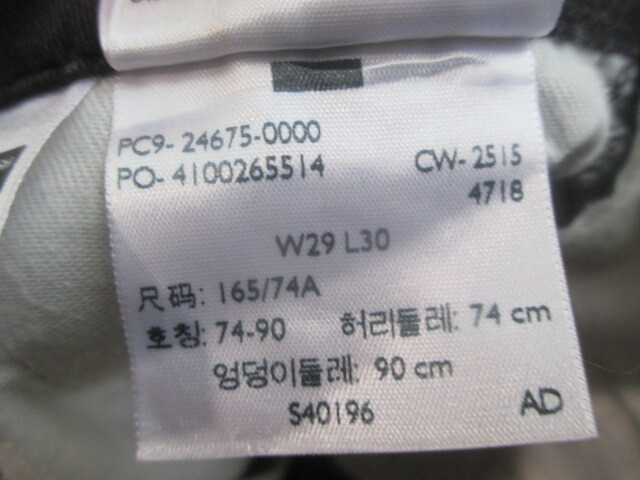 PC9- 24675-0000
PO- 4100265514 CW- 2515
4718
W29 L30
尺码: 165/74A
호칭: 74-90 허리둘레: 74 cm
엉덩이둘레: 90 cm
S40196 AD